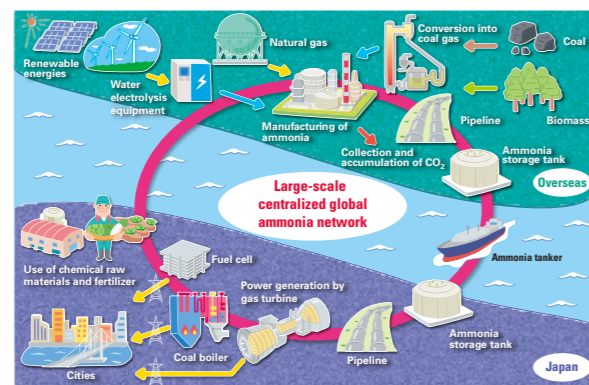 Renewable
energies
Water
electrolysis
equipment
Natural gas
Conversion into
coal gas
Coal
Manufacturing of
ammonia
Pipeline
Biomass
Collection and
accumulation of CO₂
Ammonia
storage tank
Overseas
Large-scale
centralized global
ammonia network
Ammonia tanker
Use of chemical raw
materials and fertilizer
Fuel cell
Power generation by
gas turbine
Coal boiler
Pipeline
Ammonia
storage tank
Cities
Japan